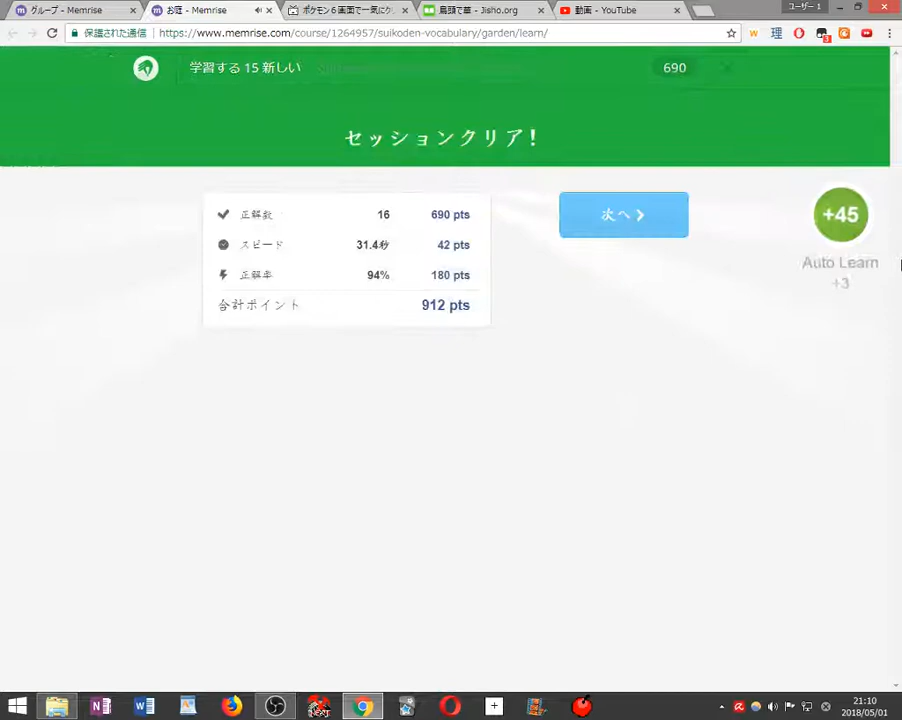 グループ - Memrise
お庭 - Memrise
ポケモン６画面で一気にク
鳥頭で草 - Jisho.org
動画 - YouTube
ユーザー 1
保護された通信
https://www.memrise.com/course/1264957/suikoden-vocabulary/garden/learn/
学習する 15 新しい
690
セッションクリア！
正解数 16 690 pts
スピード 31.4秒 42 pts
正解率 94% 180 pts
合計ポイント 912 pts
次へ
+45
Auto Learn
+3
21:10
2018/05/01